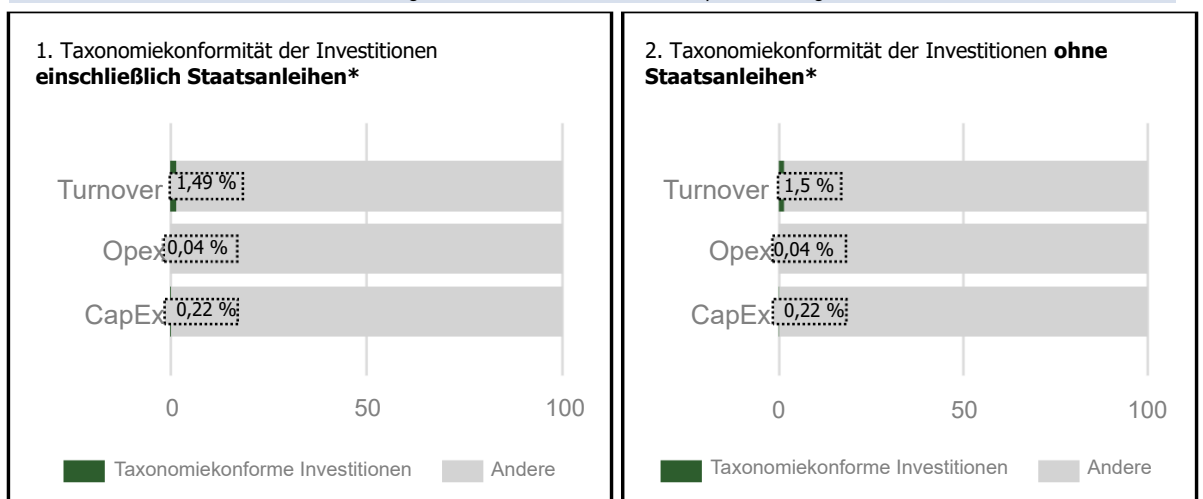 1. Taxonomiekonformität der Investitionen
einschließlich Staatsanleihen*
Turnover 1,49 %
Opex 0,04 %
CapEx 0,22 %
0 50 100
Taxonomiekonforme Investitionen Andere
2. Taxonomiekonformität der Investitionen ohne
Staatsanleihen*
Turnover 1,5 %
Opex 0,04 %
CapEx 0,22 %
0 50 100
Taxonomiekonforme Investitionen Andere